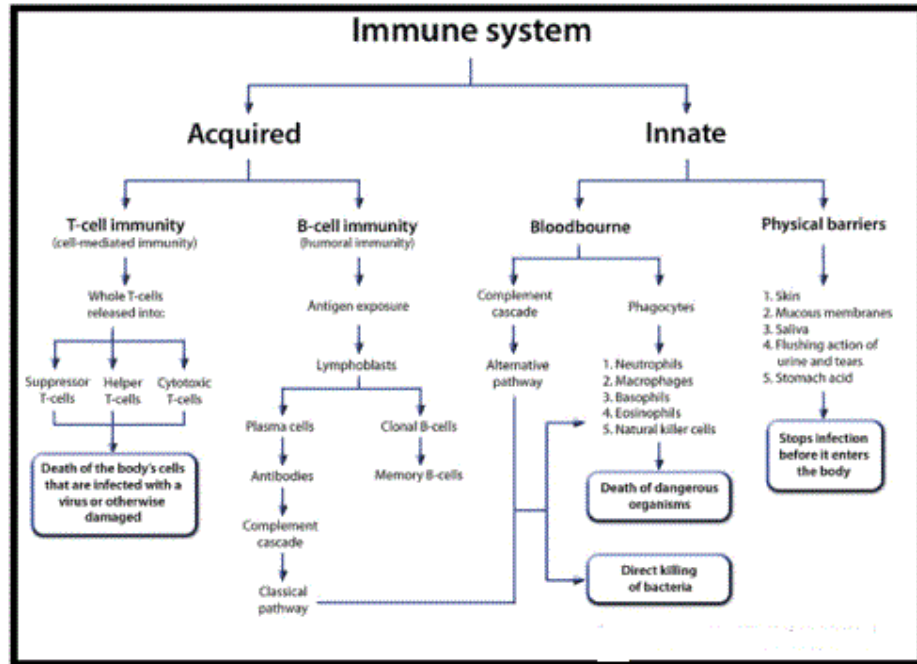 Immune system
Acquired
Innate
T-cell immunity
(cell-mediated immunity)
B-cell immunity
(humoral immunity)
Bloodbourne
Physical barriers
Whole T-cells
released into:
Antigen exposure
Complement
cascade
Phagocytes
1. Skin
2. Mucous membranes
3. Saliva
4. Flushing action of
urine and tears
5. Stomach acid
Suppressor
T-cells
Helper
T-cells
Cytotoxic
T-cells
Lymphoblasts
Alternative
pathway
1. Neutrophils
2. Macrophages
3. Basophils
4. Eosinophils
5. Natural killer cells
Plasma cells
Clonal B-cells
Stops infection
before it enters
the body
Death of the body's cells
that are infected with a
virus or otherwise
damaged
Antibodies
Memory B-cells
Death of dangerous
organisms
Complement
cascade
Direct killing
of bacteria
Classical
pathway